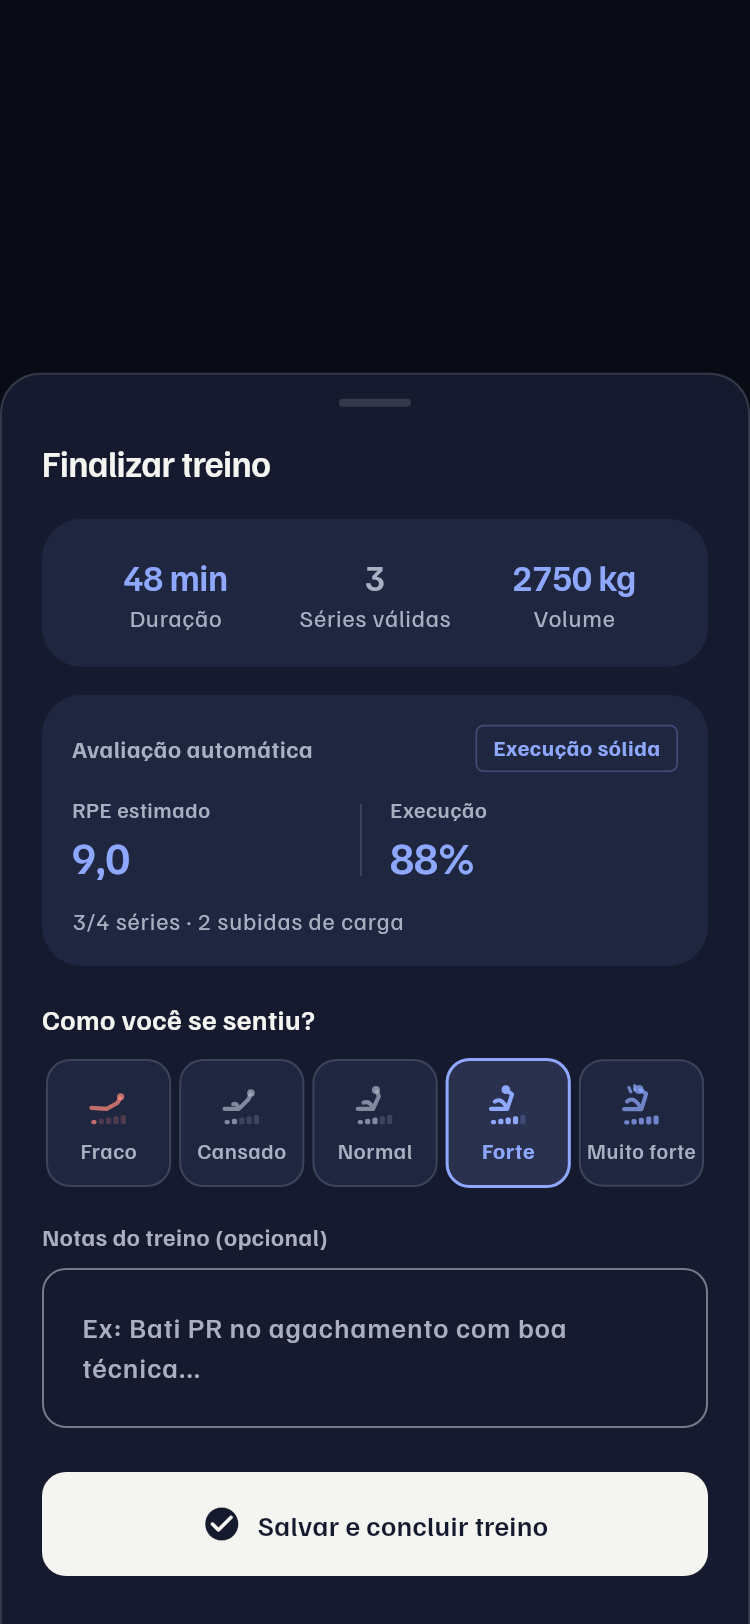 Finalizar treino
48 min
3
2750 kg
Duração
Séries válidas
Volume
Avaliação automática
Execução sólida
RPE estimado
Execução
9,0
88%
3/4 séries · 2 subidas de carga
Como você se sentiu?
Fraco
Cansado
Normal
Forte
Muito forte
Notas do treino (opcional)
Ex: Bati PR no agachamento com boa
técnica...
Salvar e concluir treino